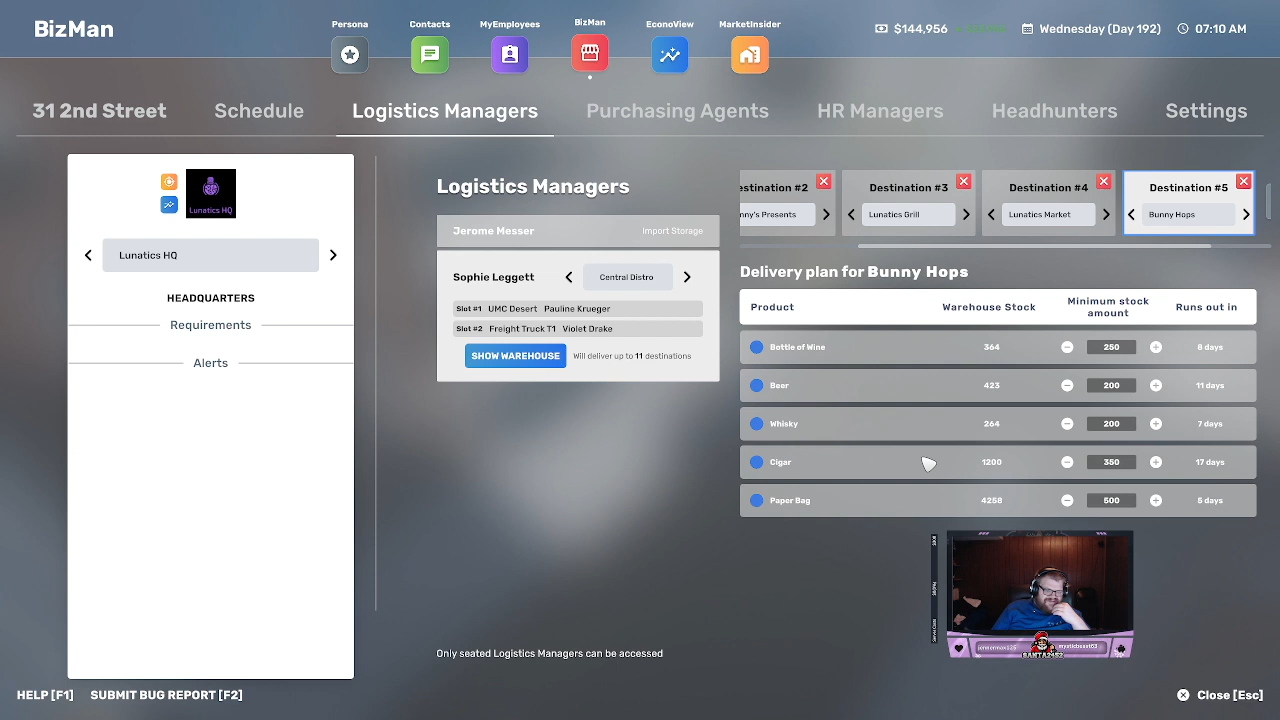 BizMan
Persona
Contacts
MyEmployees
BizMan
EconoView
MarketInsider
$144,956
Wednesday (Day 192)
07:10 AM
31 2nd Street
Schedule
Logistics Managers
Purchasing Agents
HR Managers
Headhunters
Settings
Lunatics HQ
Lunatics HQ
HEADQUARTERS
Requirements
Alerts
Logistics Managers
Jerome Messer
Import Storage
Sophie Leggett
Central Distro
Slot #1 UMC Desert Pauline Krueger
Slot #2 Freight Truck T1 Violet Drake
SHOW WAREHOUSE
Will deliver up to 11 destinations
Only seated Logistics Managers can be accessed
estination #2
nny's Presents
Destination #3
Lunatics Grill
Destination #4
Lunatics Market
Destination #5
Bunny Hops
Delivery plan for Bunny Hops
Product Warehouse Stock Minimum stock amount Runs out in
Bottle of Wine 364 250 8 days
Beer 423 200 11 days
Whisky 264 200 7 days
Cigar 1200 350 17 days
Paper Bag 4258 500 5 days
SANTA2452
HELP [F1]
SUBMIT BUG REPORT [F2]
Close [Esc]